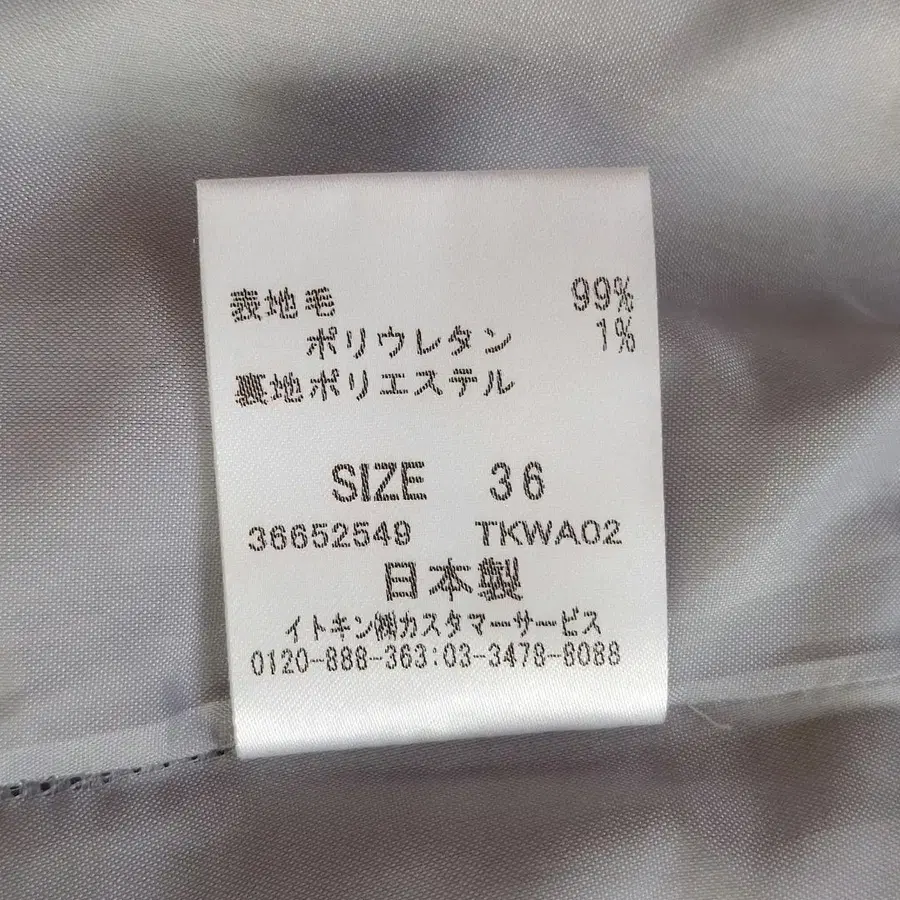 表地毛 99%
ポリウレタン 1%
裏地ポリエステル
SIZE 36
36652549 TKWA02
日本製
イトキン㈱カスタマーサービス
0120-888-363:03-3478-8088